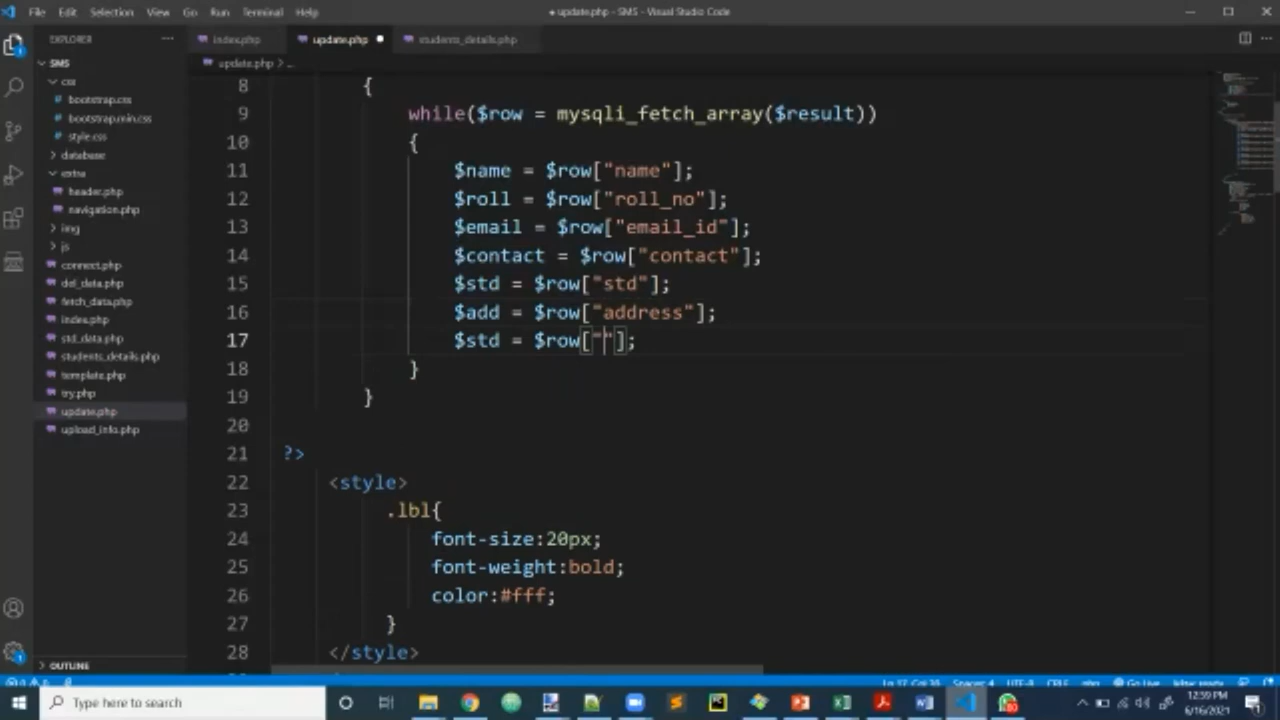 File Edit Selection View Go Run Terminal Help
● update.php - SMS - Visual Studio Code
EXPLORER
index.php update.php ● students_details.php
SMS
update.php > ...
css
bootstrap.css
bootstrap.min.css
style.css
database
extra
header.php
navigation.php
img
js
connect.php
del_data.php
fetch_data.php
index.php
std_data.php
students_details.php
template.php
try.php
update.php
upload_info.php
OUTLINE
8 {
9 while($row = mysqli_fetch_array($result))
10 {
11 $name = $row["name"];
12 $roll = $row["roll_no"];
13 $email = $row["email_id"];
14 $contact = $row["contact"];
15 $std = $row["std"];
16 $add = $row["address"];
17 $std = $row[""];
18 }
19 }
20
21 ?>
22 <style>
23 .lbl{
24 font-size:20px;
25 font-weight:bold;
26 color:#fff;
27 }
28 </style>
Type here to search
12:59 PM
6/16/2021